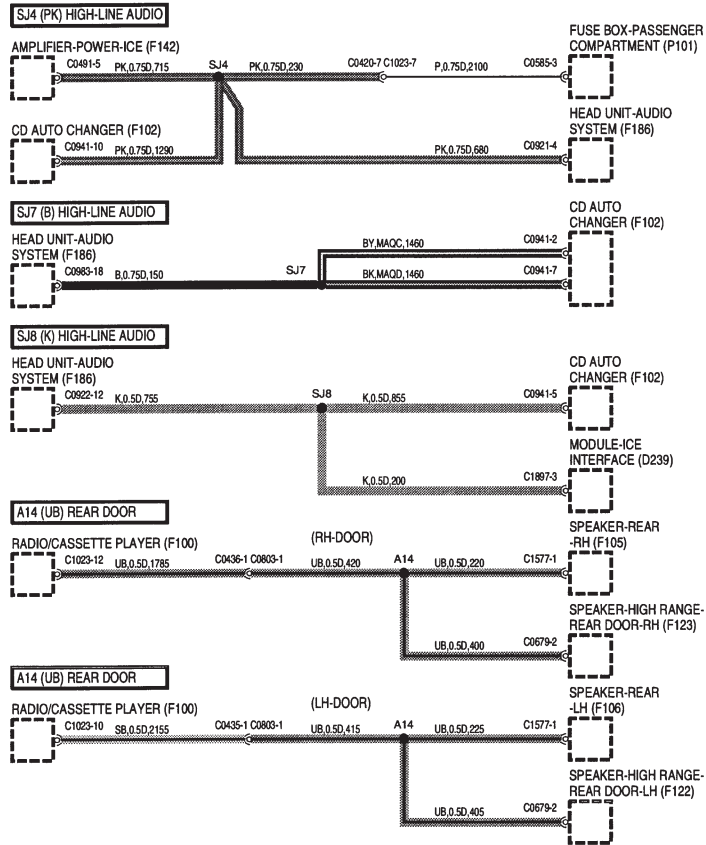 SJ4 (PK) HIGH-LINE AUDIO
AMPLIFIER-POWER-ICE (F142)
FUSE BOX-PASSENGER
COMPARTMENT (P101)
C0491-5 PK,0.75D,715 SJ4 PK,0.75D,230 C0420-7 C1023-7 P,0.75D,2100 C0585-3
HEAD UNIT-AUDIO
SYSTEM (F186)
CD AUTO CHANGER (F102)
C0941-10 PK,0.75D,1290 PK,0.75D,680 C0921-4
SJ7 (B) HIGH-LINE AUDIO
CD AUTO
CHANGER (F102)
HEAD UNIT-AUDIO
SYSTEM (F186)
BY,MAQC,1460 C0941-2
C0983-18 B,0.75D,150 SJ7 BK,MAQD,1460 C0941-7
SJ8 (K) HIGH-LINE AUDIO
HEAD UNIT-AUDIO
SYSTEM (F186)
CD AUTO
CHANGER (F102)
C0922-12 K,0.5D,755 SJ8 K,0.5D,855 C0941-5
MODULE-ICE
INTERFACE (D239)
K,0.5D,200 C1897-3
A14 (UB) REAR DOOR
RADIO/CASSETTE PLAYER (F100)
(RH-DOOR)
SPEAKER-REAR
-RH (F105)
C1023-12 UB,0.5D,1785 C0436-1 C0803-1 UB,0.5D,420 A14 UB,0.5D,220 C1577-1
SPEAKER-HIGH RANGE-
REAR DOOR-RH (F123)
UB,0.5D,400 C0679-2
A14 (UB) REAR DOOR
RADIO/CASSETTE PLAYER (F100)
(LH-DOOR)
SPEAKER-REAR
-LH (F106)
C1023-10 SB,0.5D,2155 C0435-1 C0803-1 UB,0.5D,415 A14 UB,0.5D,225 C1577-1
SPEAKER-HIGH RANGE-
REAR DOOR-LH (F122)
UB,0.5D,405 C0679-2